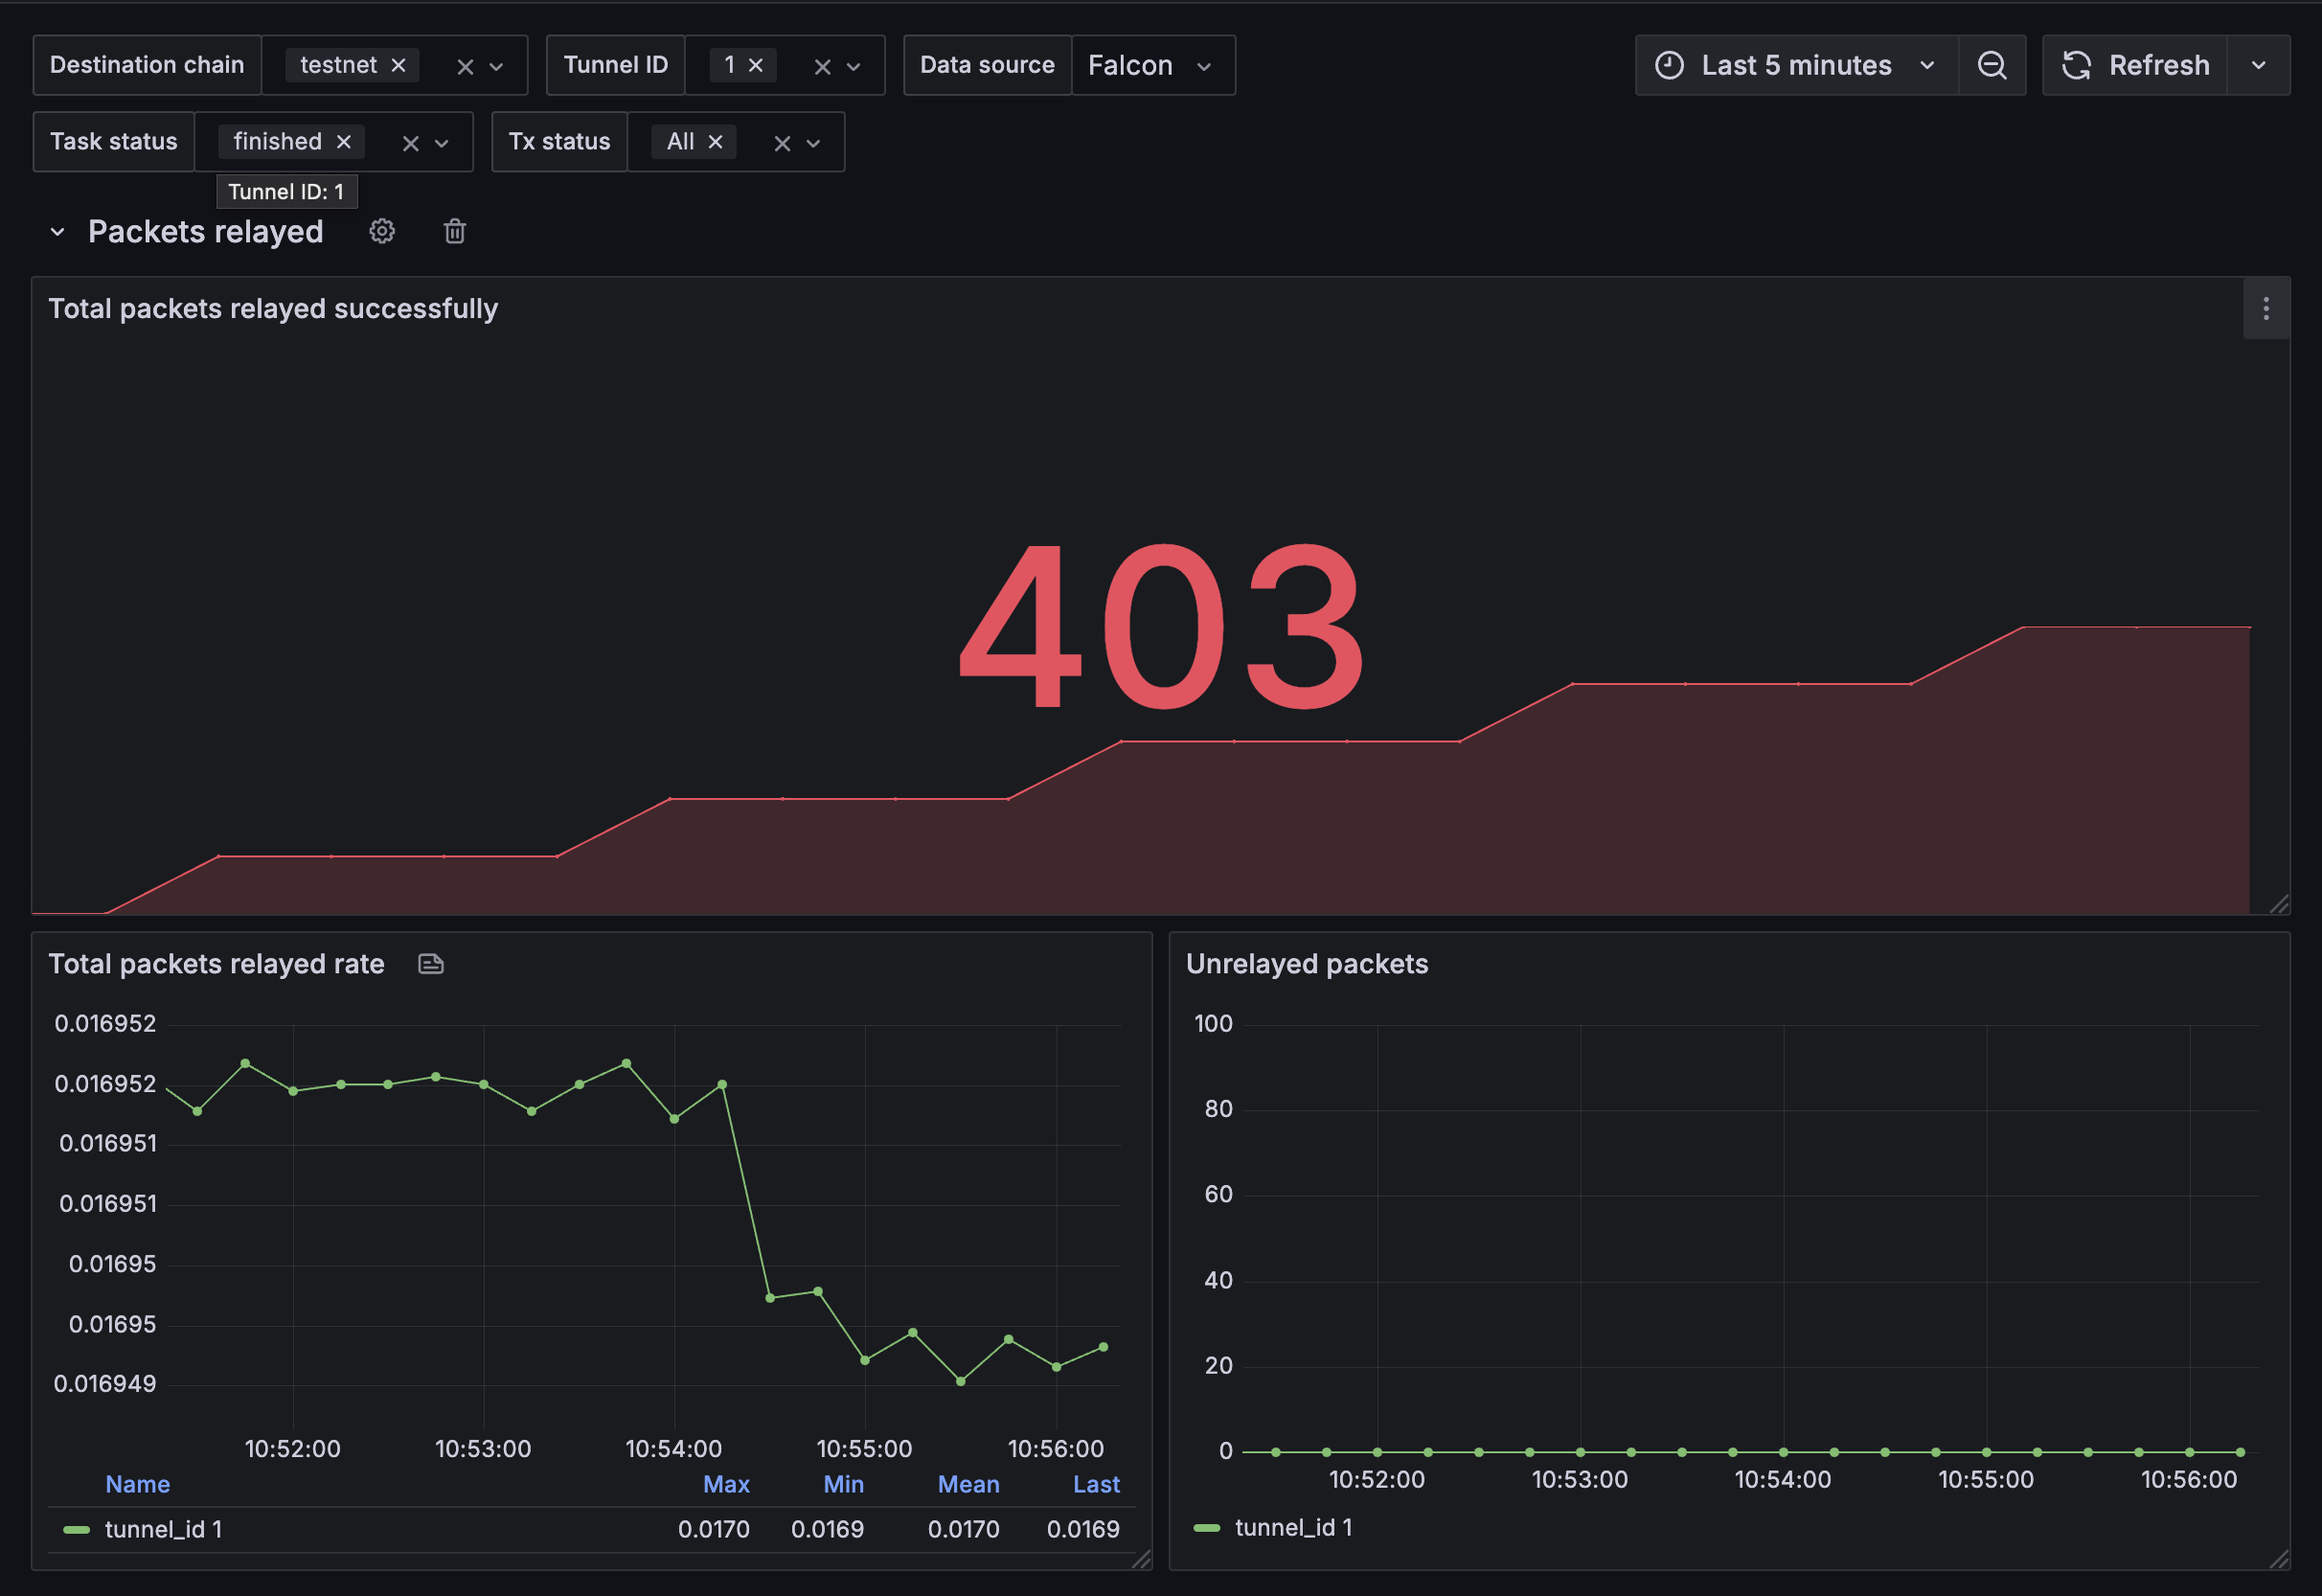 Destination chain testnet Tunnel ID 1 Data source Falcon Last 5 minutes Refresh
Task status finished Tx status All
Tunnel ID: 1
Packets relayed
Total packets relayed successfully
403
Total packets relayed rate
0.016952
0.016952
0.016951
0.016951
0.01695
0.01695
0.016949
10:52:00 10:53:00 10:54:00 10:55:00 10:56:00
Name Max Min Mean Last
tunnel_id 1 0.0170 0.0169 0.0170 0.0169
Unrelayed packets
100
80
60
40
20
0
10:52:00 10:53:00 10:54:00 10:55:00 10:56:00
tunnel_id 1